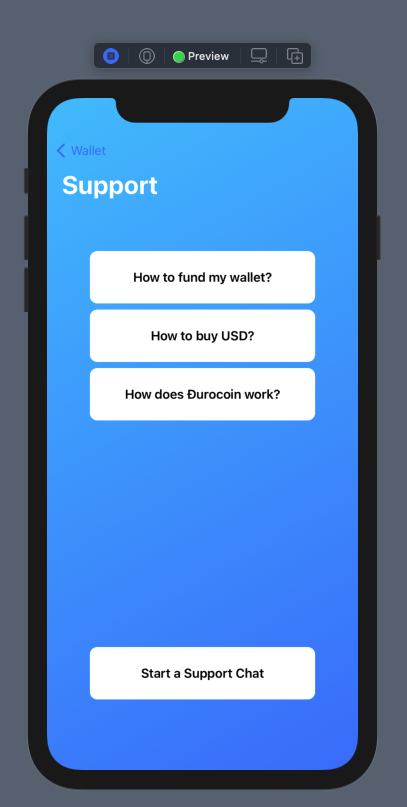 Preview
Wallet
Support
How to fund my wallet?
How to buy USD?
How does Đurocoin work?
Start a Support Chat